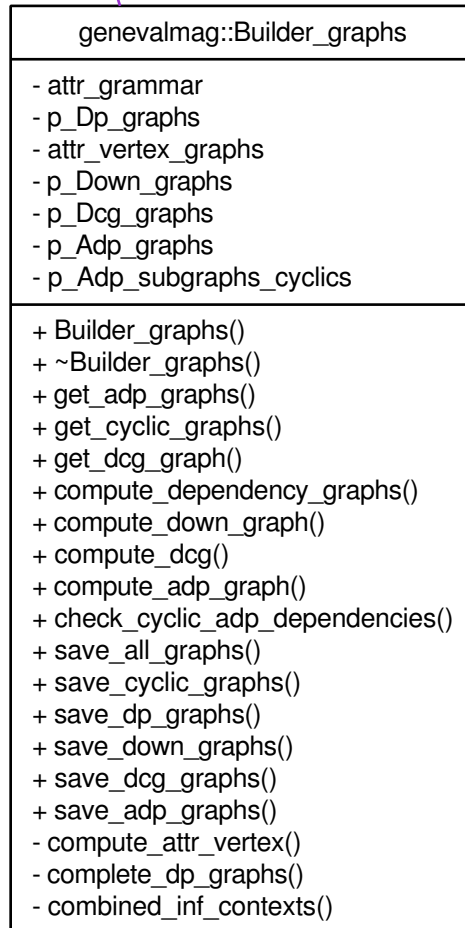 genevalmag::Builder_graphs
- attr_grammar
- p_Dp_graphs
- attr_vertex_graphs
- p_Down_graphs
- p_Dcg_graphs
- p_Adp_graphs
- p_Adp_subgraphs_cyclics
+ Builder_graphs()
+ ~Builder_graphs()
+ get_adp_graphs()
+ get_cyclic_graphs()
+ get_dcg_graph()
+ compute_dependency_graphs()
+ compute_down_graph()
+ compute_dcg()
+ compute_adp_graph()
+ check_cyclic_adp_dependencies()
+ save_all_graphs()
+ save_cyclic_graphs()
+ save_dp_graphs()
+ save_down_graphs()
+ save_dcg_graphs()
+ save_adp_graphs()
- compute_attr_vertex()
- complete_dp_graphs()
- combined_inf_contexts()